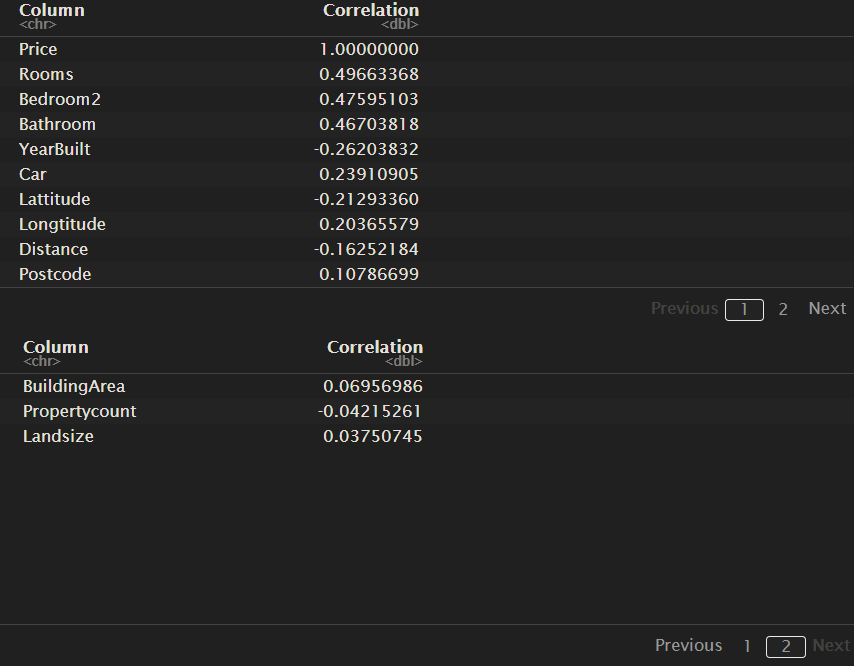 Column Correlation
<chr> <dbl>
Price 1.00000000
Rooms 0.49663368
Bedroom2 0.47595103
Bathroom 0.46703818
YearBuilt -0.26203832
Car 0.23910905
Lattitude -0.21293360
Longtitude 0.20365579
Distance -0.16252184
Postcode 0.10786699
Previous 1 2 Next
Column Correlation
<chr> <dbl>
BuildingArea 0.06956986
Propertycount -0.04215261
Landsize 0.03750745
Previous 1 2 Next